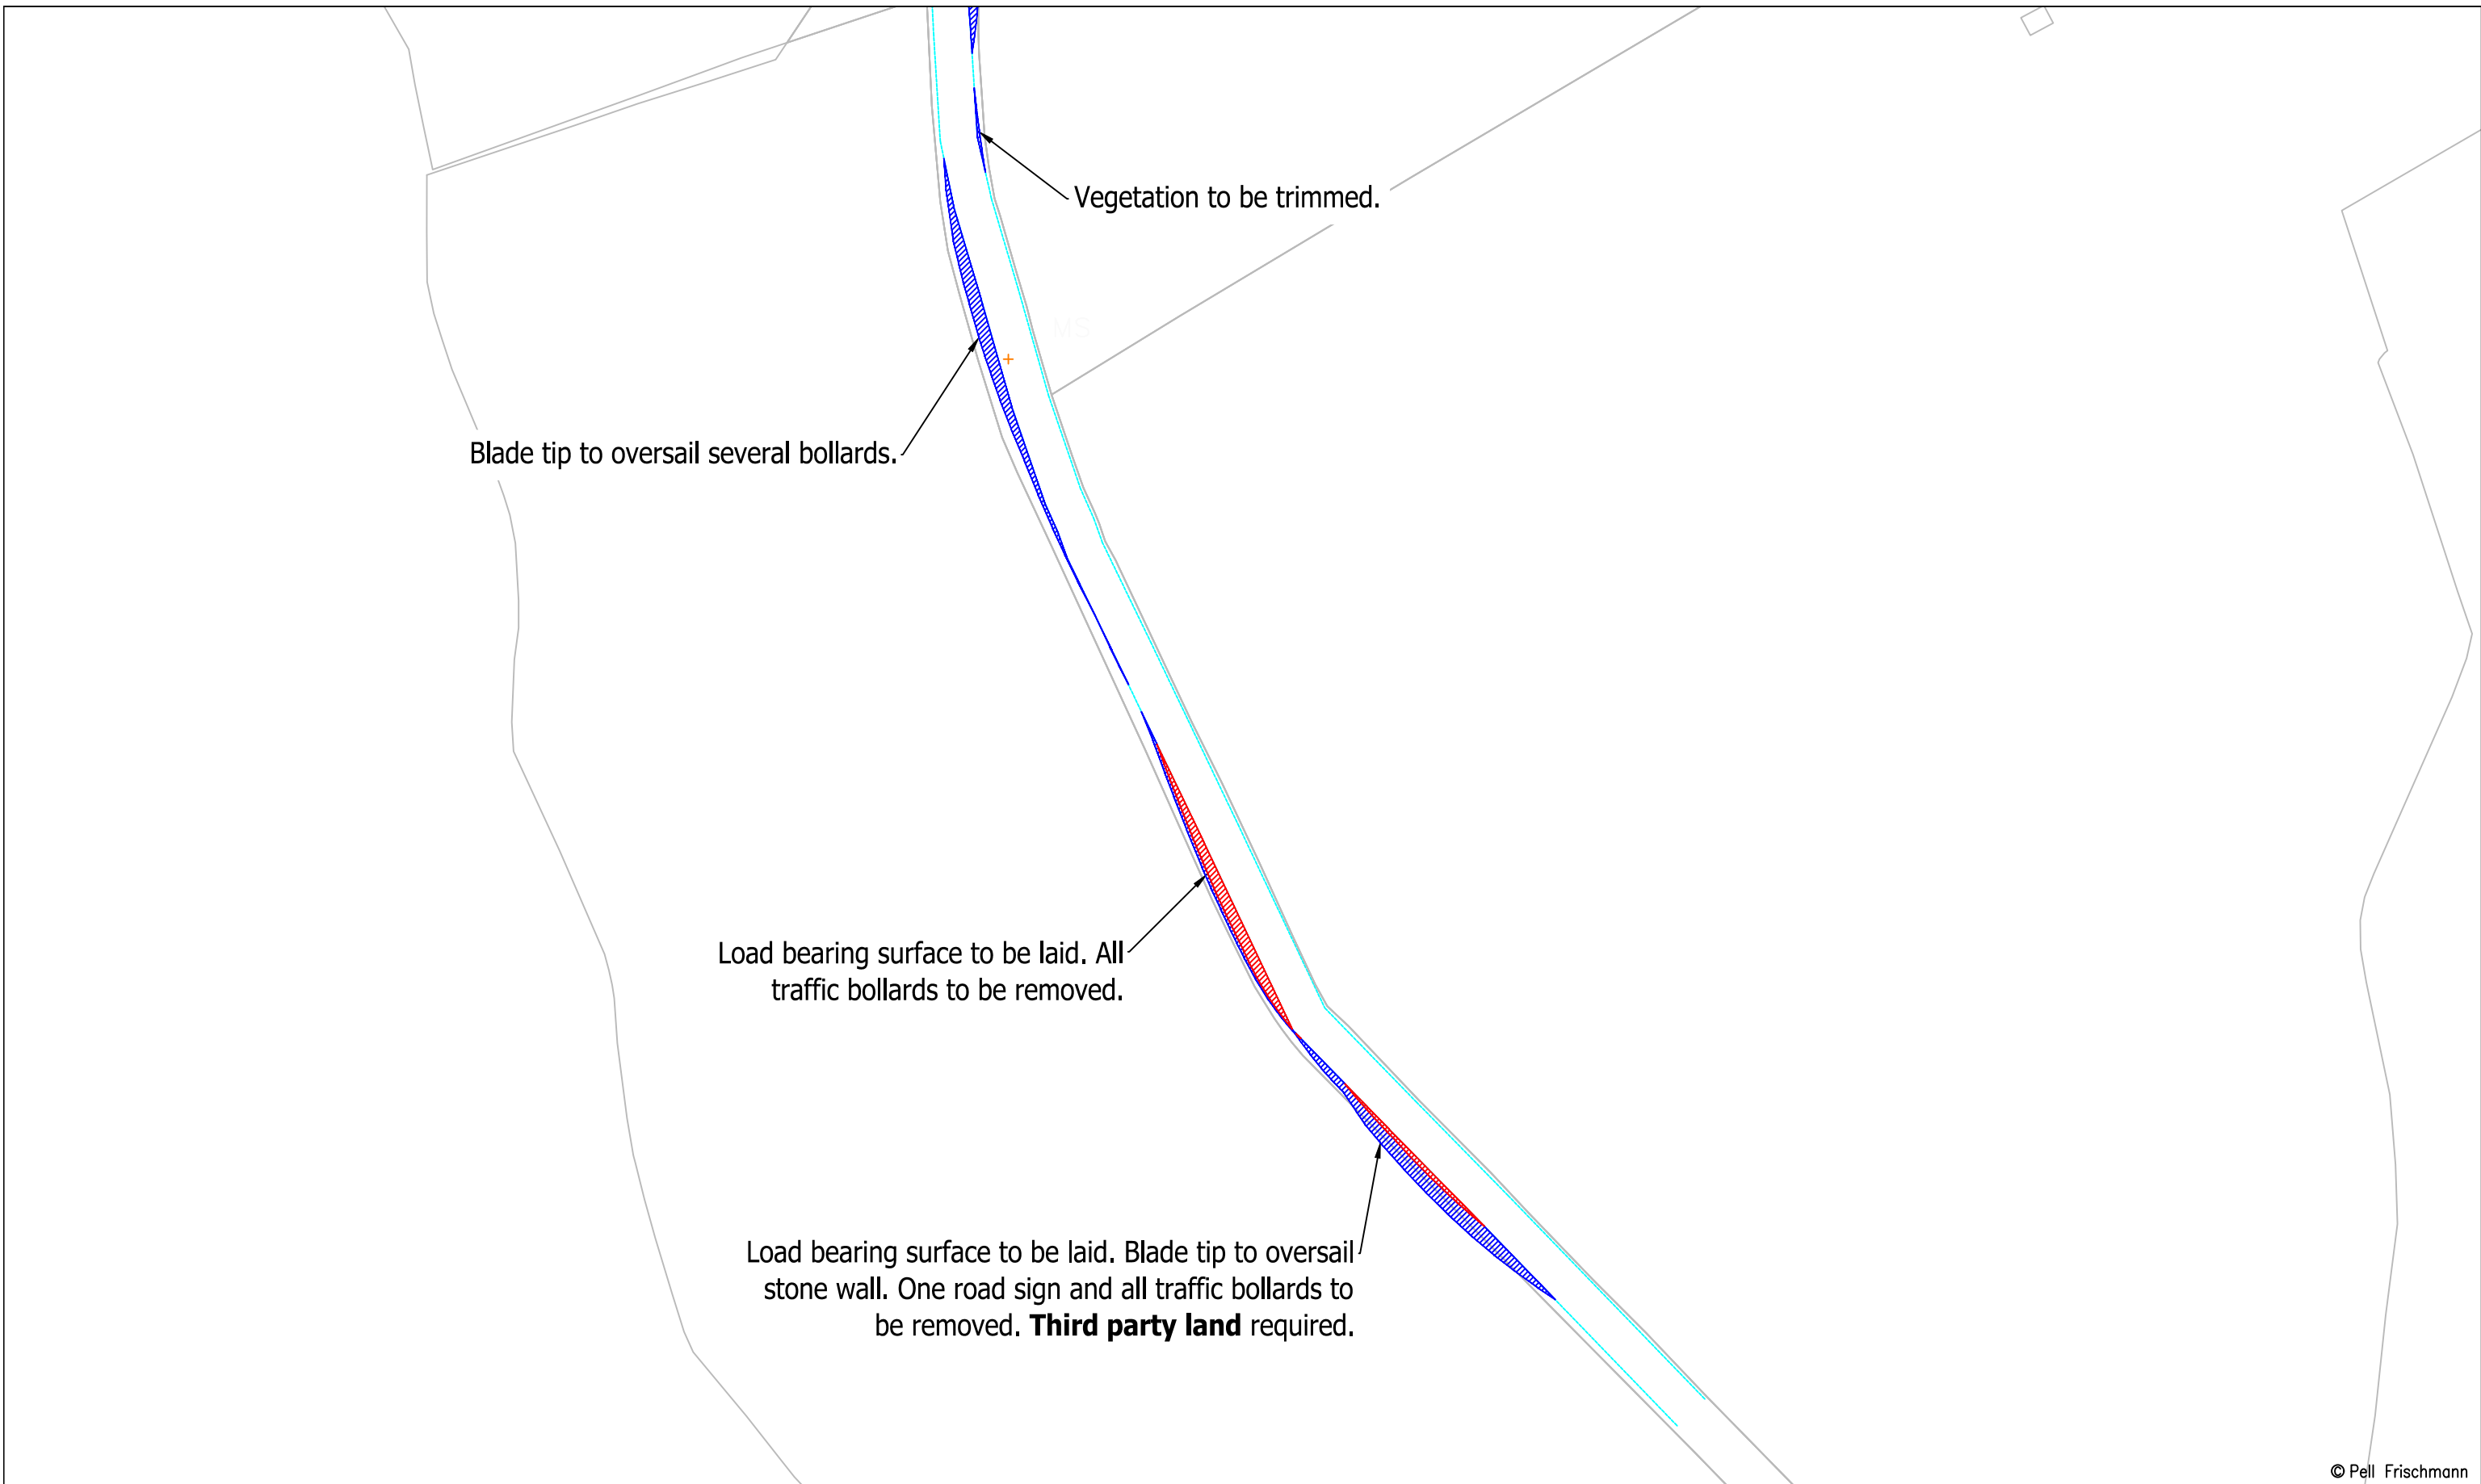 Vegetation to be trimmed.
MS
Blade tip to oversail several bollards.
Load bearing surface to be laid. All
traffic bollards to be removed.
Load bearing surface to be laid. Blade tip to oversail
stone wall. One road sign and all traffic bollards to
be removed. Third party land required.
© Pell Frischmann